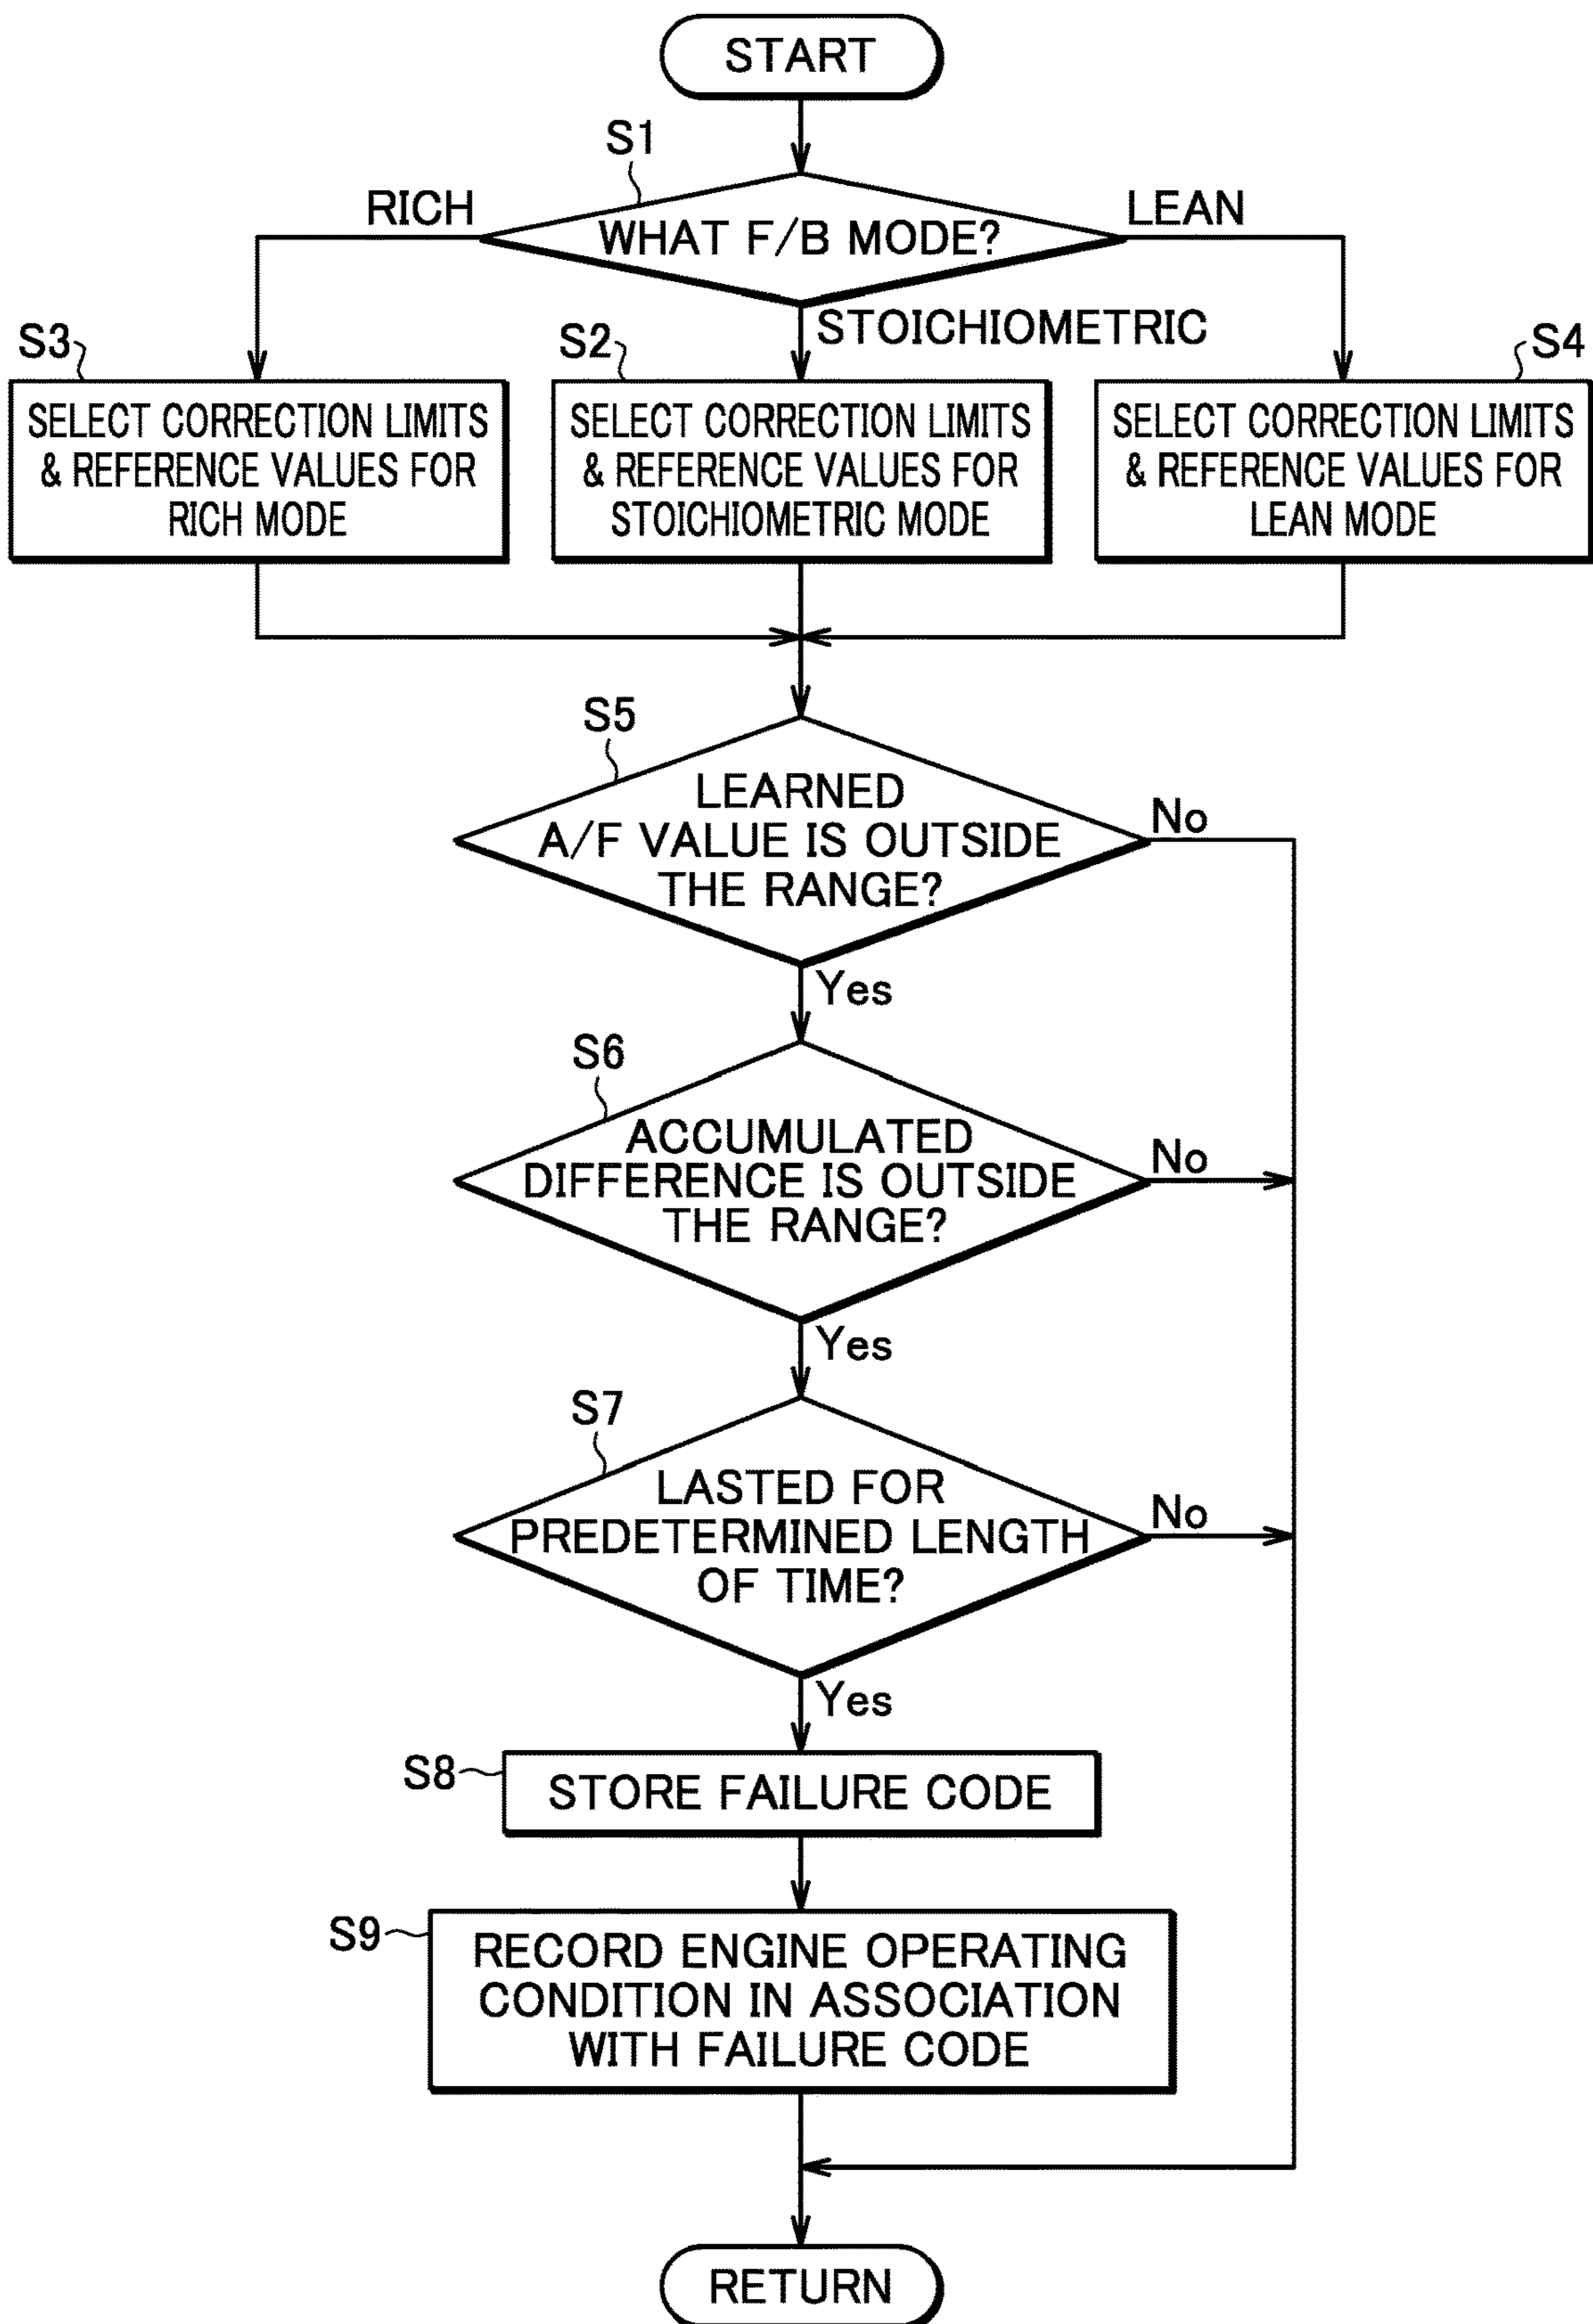 START
S1
RICH
LEAN
WHAT F/B MODE?
STOICHIOMETRIC
S3
S2
S4
SELECT CORRECTION LIMITS
& REFERENCE VALUES FOR
RICH MODE
SELECT CORRECTION LIMITS
& REFERENCE VALUES FOR
STOICHIOMETRIC MODE
SELECT CORRECTION LIMITS
& REFERENCE VALUES FOR
LEAN MODE
S5
LEARNED
A/F VALUE IS OUTSIDE
THE RANGE?
No
Yes
S6
ACCUMULATED
DIFFERENCE IS OUTSIDE
THE RANGE?
No
Yes
S7
LASTED FOR
PREDETERMINED LENGTH
OF TIME?
No
Yes
S8
STORE FAILURE CODE
S9
RECORD ENGINE OPERATING
CONDITION IN ASSOCIATION
WITH FAILURE CODE
RETURN